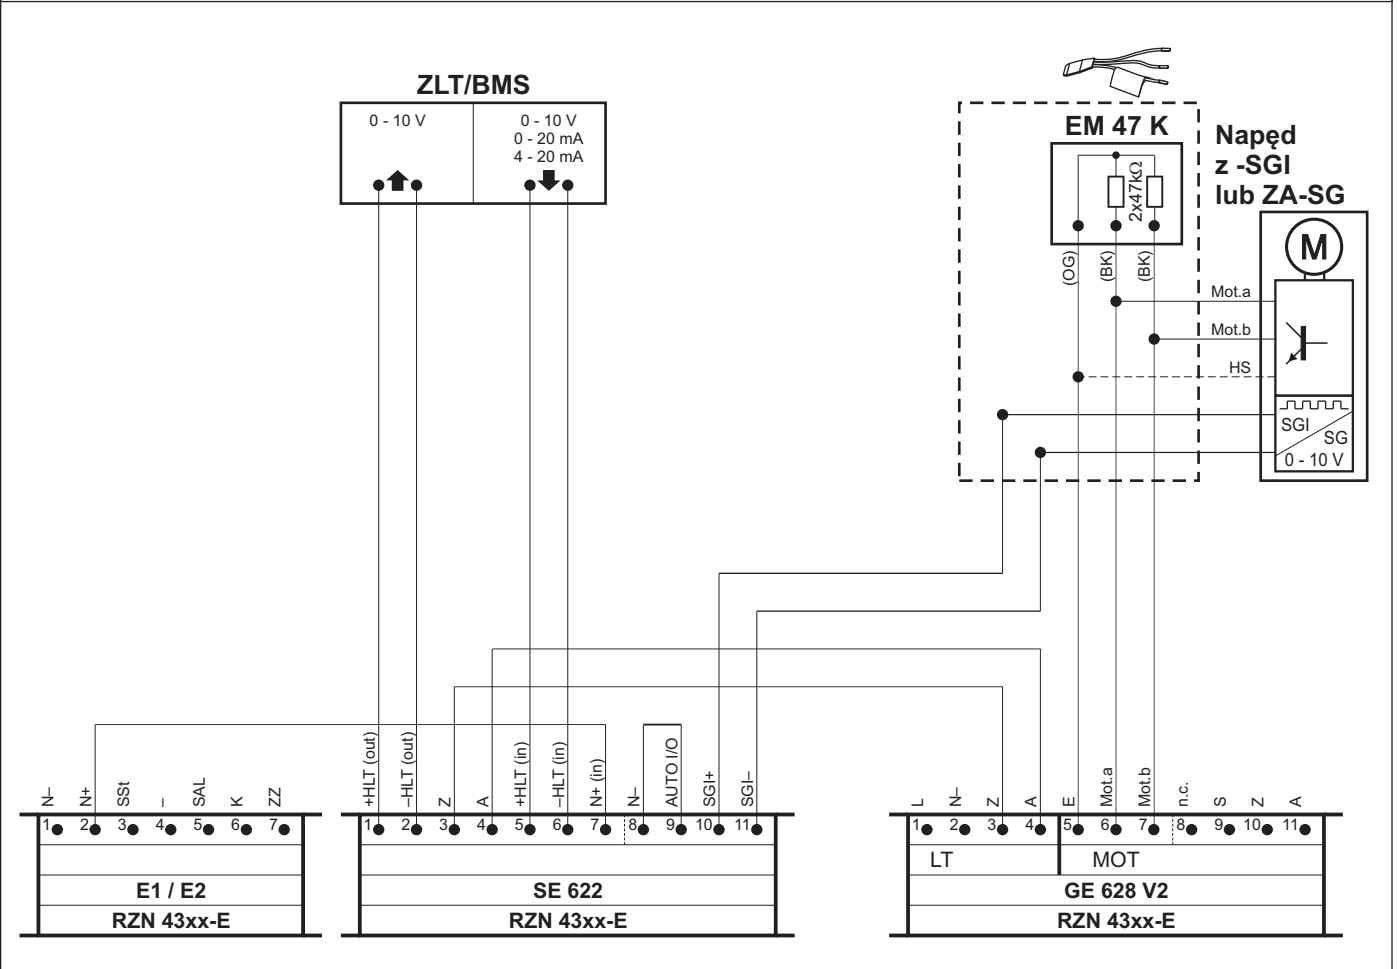 ZLT/BMS
0 - 10 V
0 - 10 V
0 - 20 mA
4 - 20 mA
EM 47 K
2x47kΩ
(OG)
(BK)
(BK)
Napęd
z -SGI
lub ZA-SG
M
Mot.a
Mot.b
HS
SGI
SG
0 - 10 V
N–
N+
SSt
–
SAL
K
ZZ
1
2
3
4
5
6
7
E1 / E2
RZN 43xx-E
+HLT (out)
–HLT (out)
Z
A
+HLT (in)
–HLT (in)
N+ (in)
N–
AUTO I/O
SGI+
SGI–
1
2
3
4
5
6
7
8
9
10
11
SE 622
RZN 43xx-E
L
N–
Z
A
E
Mot.a
Mot.b
n.c.
S
Z
A
1
2
3
4
5
6
7
8
9
10
11
LT
MOT
GE 628 V2
RZN 43xx-E